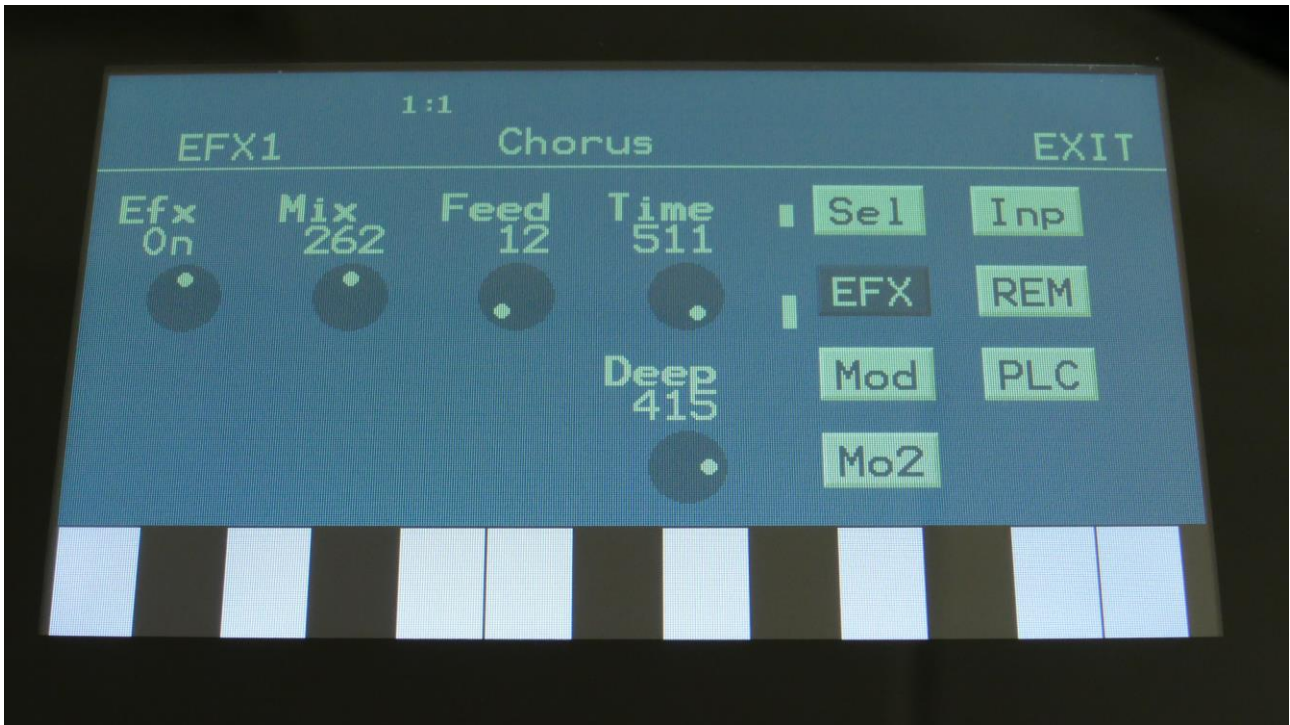 1:1
EFX1 Chorus EXIT
Efx Mix Feed Time Sel Inp
On 262 12 511
EFX REM
Deep Mod PLC
415
Mo2